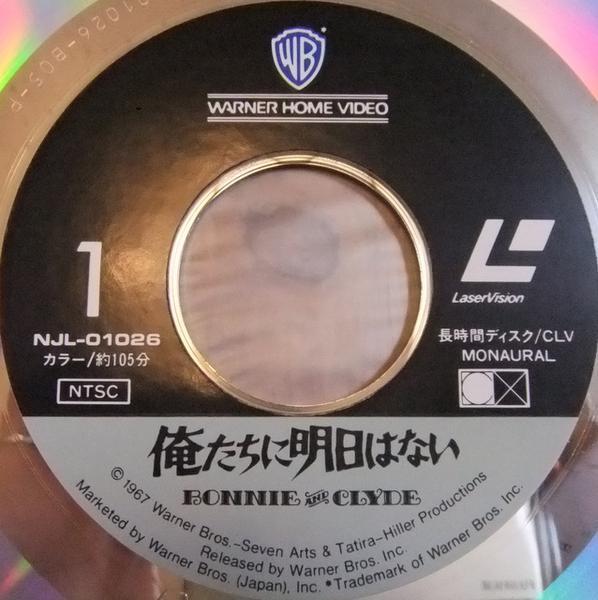 01026-B05-P
WB
WARNER HOME VIDEO
1
NJL-01026
カラー/約105分
NTSC
LaserVision
長時間ディスク/CLV
MONAURAL
俺たちに明日はない
BONNIE AND CLYDE
© 1967 Warner Bros.–Seven Arts & Tatira–Hiller Productions
Released by Warner Bros. Inc.
Marketed by Warner Bros. (Japan), Inc. *Trademark of Warner Bros. Inc.